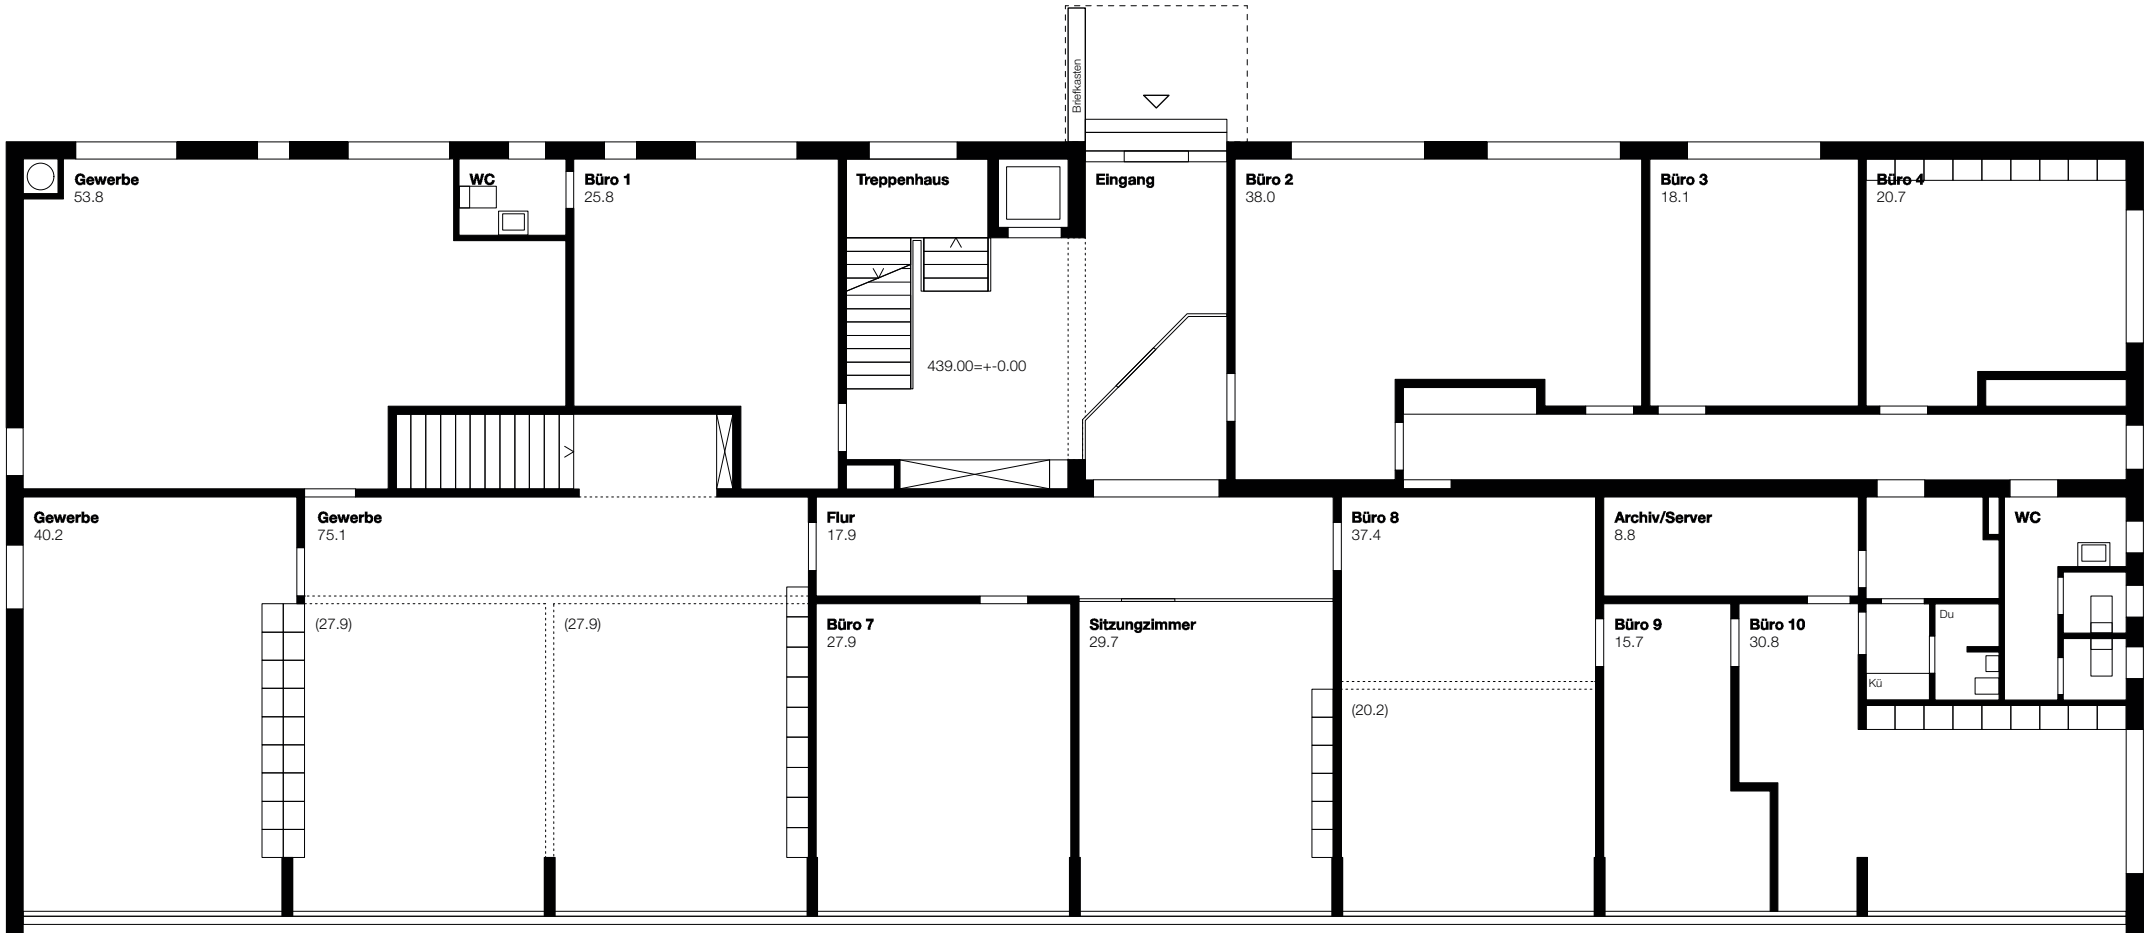 Briefkasten
Gewerbe
53.8
WC
Büro 1
25.8
Treppenhaus
Eingang
Büro 2
38.0
Büro 3
18.1
Büro 4
20.7
439.00=+-0.00
Gewerbe
40.2
Gewerbe
75.1
Flur
17.9
Büro 8
37.4
Archiv/Server
8.8
WC
(27.9)
(27.9)
Büro 7
27.9
Sitzungzimmer
29.7
Büro 9
15.7
Büro 10
30.8
Du
Kü
(20.2)